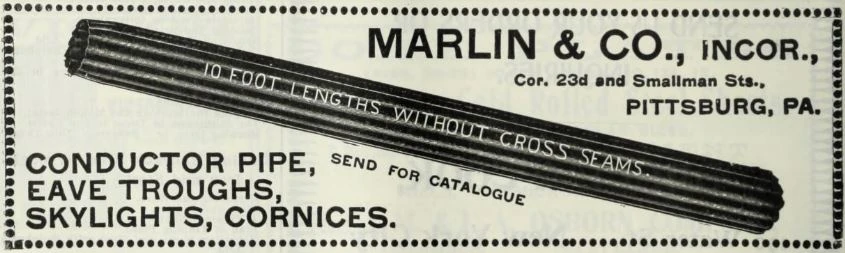 MARLIN & CO., INCOR.,
Cor. 23d and Smallman Sts.,
PITTSBURG, PA.
10 FOOT LENGTHS WITHOUT CROSS SEAMS.
SEND FOR CATALOGUE
CONDUCTOR PIPE,
EAVE TROUGHS,
SKYLIGHTS, CORNICES.